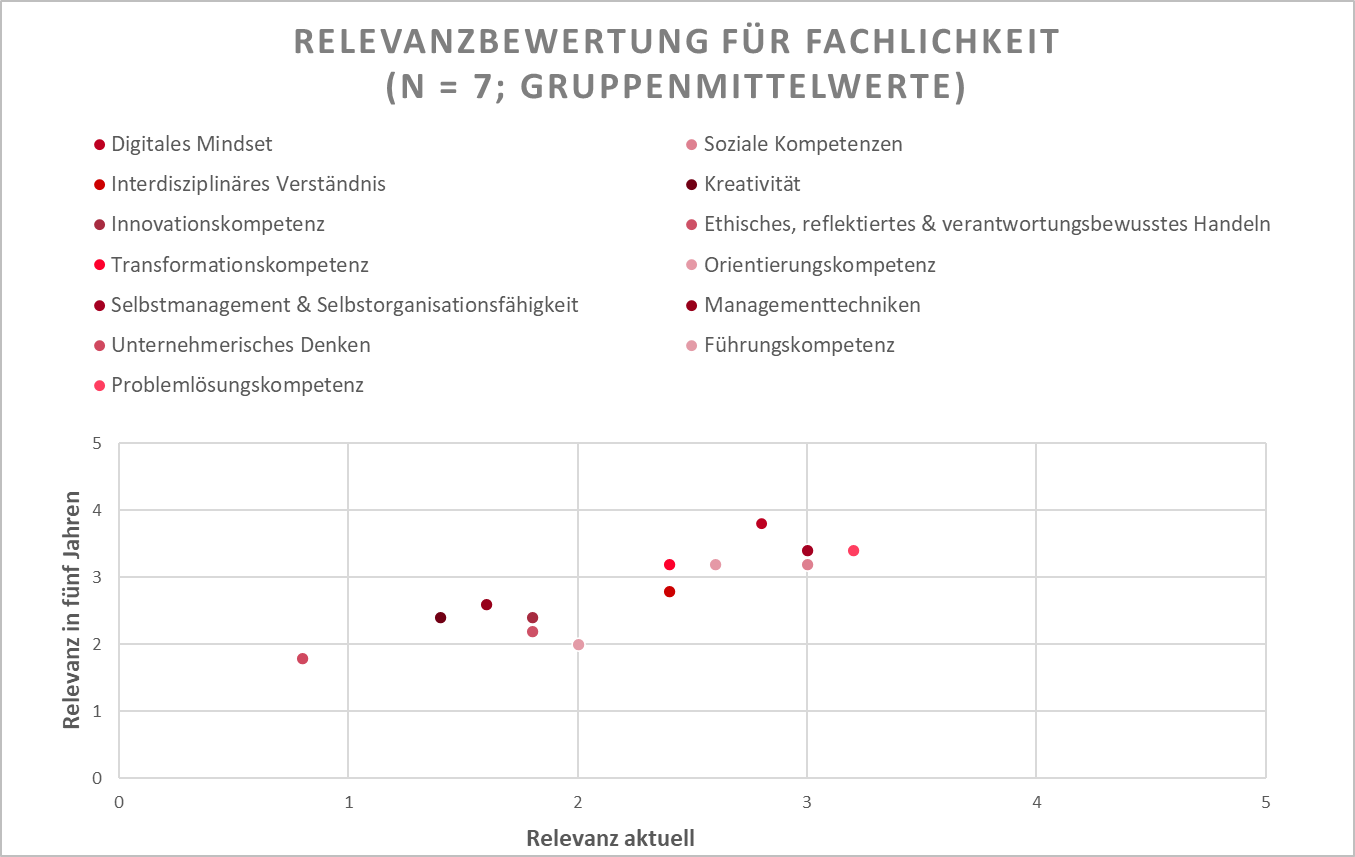 RELEVANZBEWERTUNG FÜR FACHLICHKEIT
(N = 7; GRUPPENMITTELWERTE)
Digitales Mindset
Soziale Kompetenzen
Interdisziplinäres Verständnis
Kreativität
Innovationskompetenz
Ethisches, reflektiertes & verantwortungsbewusstes Handeln
Transformationskompetenz
Orientierungskompetenz
Selbstmanagement & Selbstorganisationsfähigkeit
Managementtechniken
Unternehmerisches Denken
Führungskompetenz
Problemlösungskompetenz
Relevanz in fünf Jahren
5
4
3
2
1
0
0 1 2 3 4 5
Relevanz aktuell